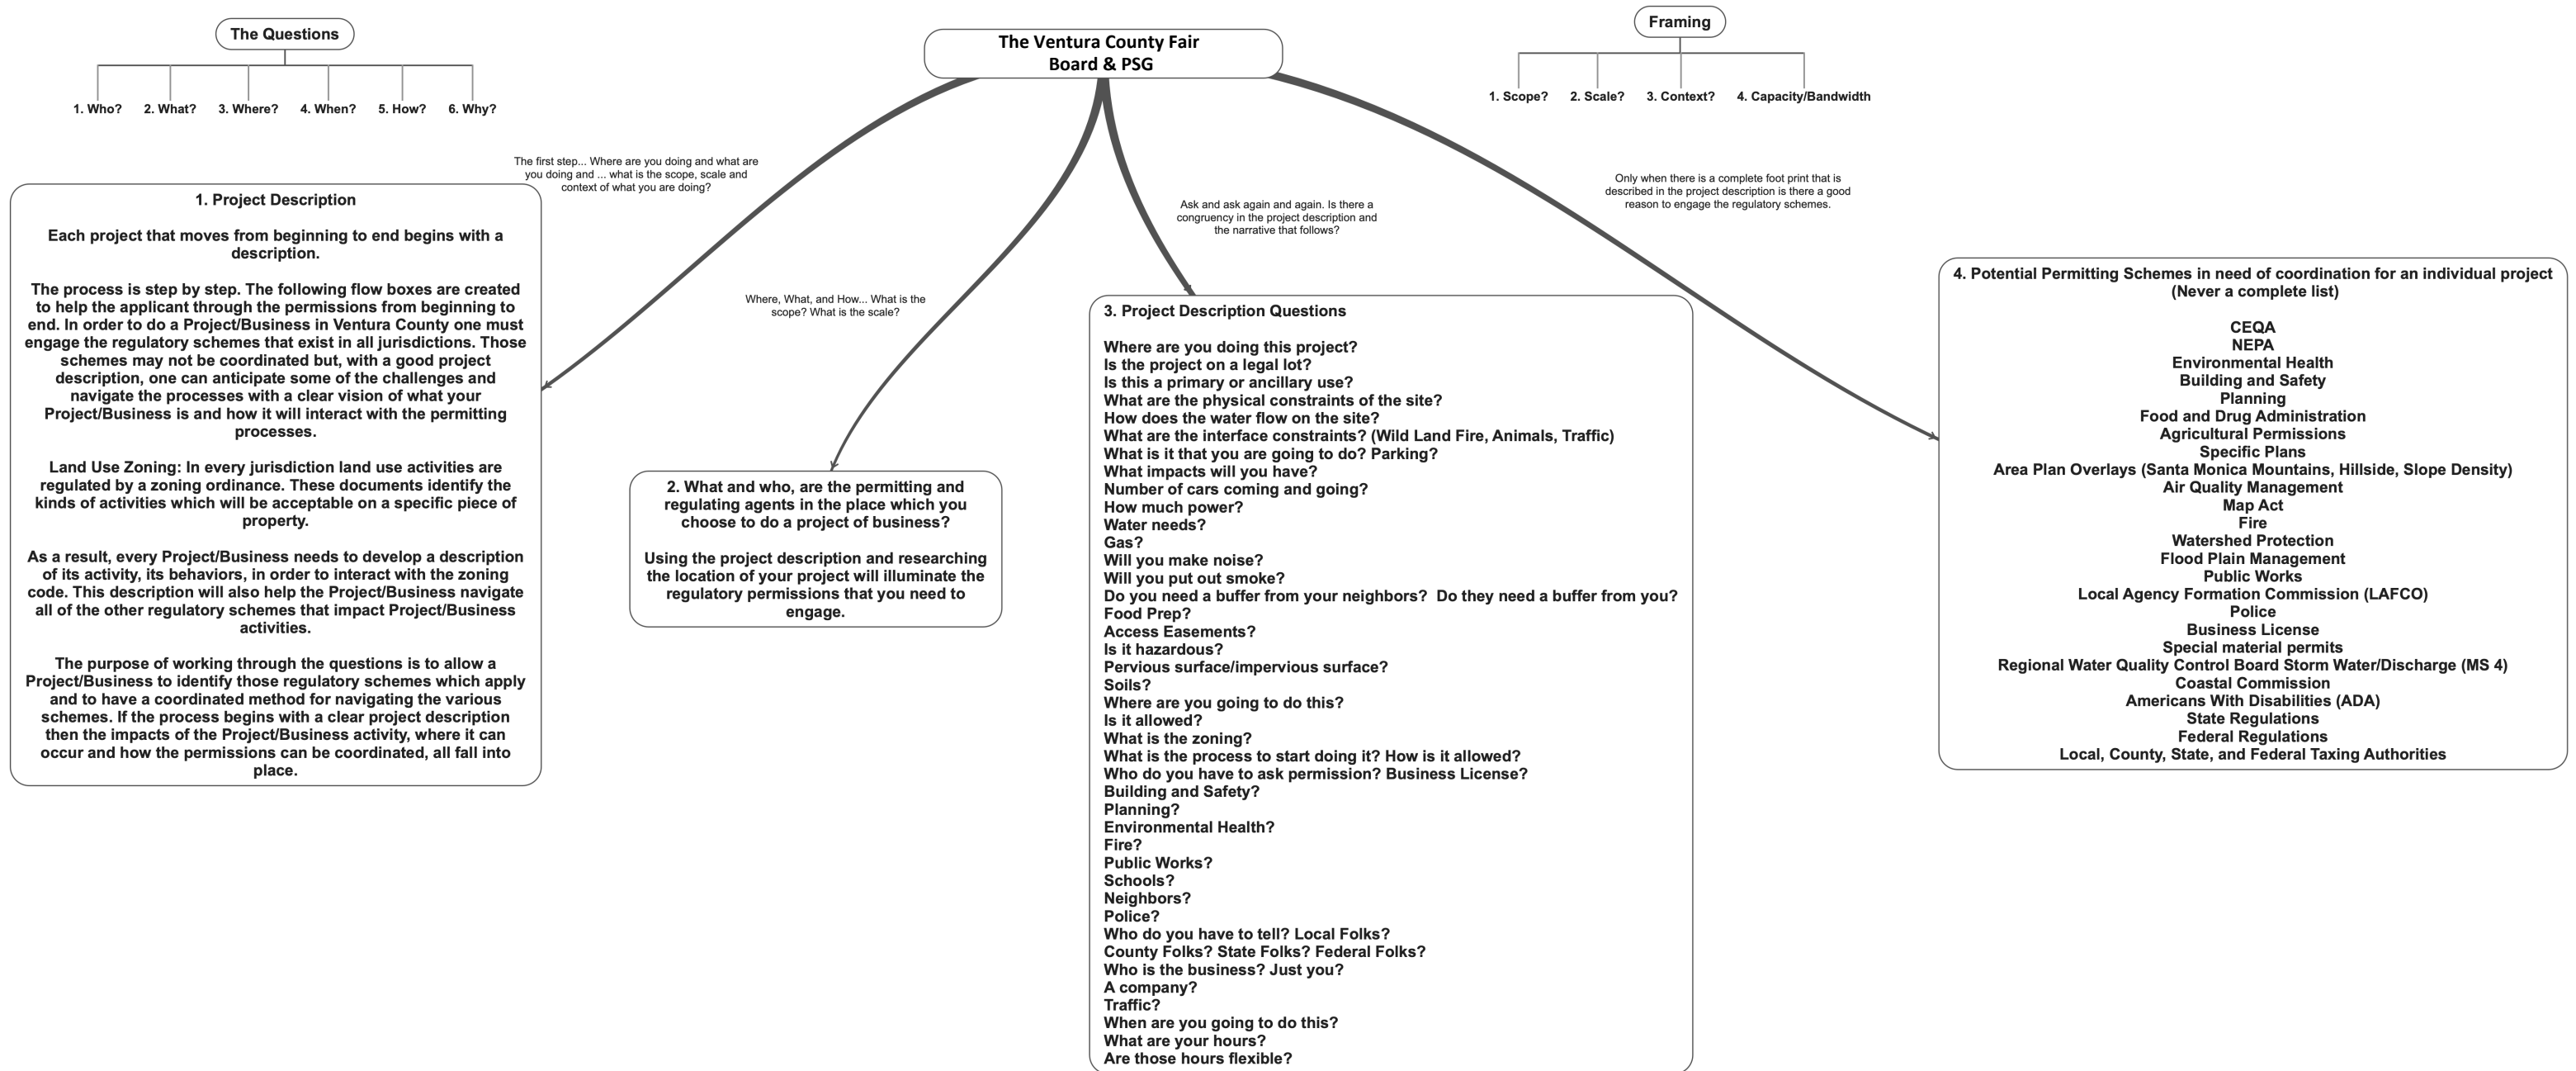 The Questions
1. Who?
2. What?
3. Where?
4. When?
5. How?
6. Why?
The Ventura County Fair
Board & PSG
Framing
1. Scope?
2. Scale?
3. Context?
4. Capacity/Bandwidth
The first step... Where are you doing and what are
you doing and ... what is the scope, scale and
context of what you are doing?
Where, What, and How... What is the
scope? What is the scale?
Ask and ask again and again. Is there a
congruency in the project description and
the narrative that follows?
Only when there is a complete foot print that is
described in the project description is there a good
reason to engage the regulatory schemes.
1. Project Description
Each project that moves from beginning to end begins with a
description.
The process is step by step. The following flow boxes are created
to help the applicant through the permissions from beginning to
end. In order to do a Project/Business in Ventura County one must
engage the regulatory schemes that exist in all jurisdictions. Those
schemes may not be coordinated but, with a good project
description, one can anticipate some of the challenges and
navigate the processes with a clear vision of what your
Project/Business is and how it will interact with the permitting
processes.
Land Use Zoning: In every jurisdiction land use activities are
regulated by a zoning ordinance. These documents identify the
kinds of activities which will be acceptable on a specific piece of
property.
As a result, every Project/Business needs to develop a description
of its activity, its behaviors, in order to interact with the zoning
code. This description will also help the Project/Business navigate
all of the other regulatory schemes that impact Project/Business
activities.
The purpose of working through the questions is to allow a
Project/Business to identify those regulatory schemes which apply
and to have a coordinated method for navigating the various
schemes. If the process begins with a clear project description
then the impacts of the Project/Business activity, where it can
occur and how the permissions can be coordinated, all fall into
place.
2. What and who, are the permitting and
regulating agents in the place which you
choose to do a project of business?
Using the project description and researching
the location of your project will illuminate the
regulatory permissions that you need to
engage.
3. Project Description Questions
Where are you doing this project?
Is the project on a legal lot?
Is this a primary or ancillary use?
What are the physical constraints of the site?
How does the water flow on the site?
What are the interface constraints? (Wild Land Fire, Animals, Traffic)
What is it that you are going to do? Parking?
What impacts will you have?
Number of cars coming and going?
How much power?
Water needs?
Gas?
Will you make noise?
Will you put out smoke?
Do you need a buffer from your neighbors?  Do they need a buffer from you?
Food Prep?
Access Easements?
Is it hazardous?
Pervious surface/impervious surface?
Soils?
Where are you going to do this?
Is it allowed?
What is the zoning?
What is the process to start doing it? How is it allowed?
Who do you have to ask permission? Business License?
Building and Safety?
Planning?
Environmental Health?
Fire?
Public Works?
Schools?
Neighbors?
Police?
Who do you have to tell? Local Folks?
County Folks? State Folks? Federal Folks?
Who is the business? Just you?
A company?
Traffic?
When are you going to do this?
What are your hours?
Are those hours flexible?
4. Potential Permitting Schemes in need of coordination for an individual project
(Never a complete list)
CEQA
NEPA
Environmental Health
Building and Safety
Planning
Food and Drug Administration
Agricultural Permissions
Specific Plans
Area Plan Overlays (Santa Monica Mountains, Hillside, Slope Density)
Air Quality Management
Map Act
Fire
Watershed Protection
Flood Plain Management
Public Works
Local Agency Formation Commission (LAFCO)
Police
Business License
Special material permits
Regional Water Quality Control Board Storm Water/Discharge (MS 4)
Coastal Commission
Americans With Disabilities (ADA)
State Regulations
Federal Regulations
Local, County, State, and Federal Taxing Authorities